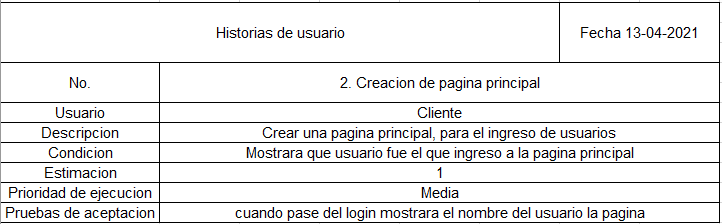 Historias de usuario Fecha 13-04-2021
No. 2. Creacion de pagina principal
Usuario Cliente
Descripcion Crear una pagina principal, para el ingreso de usuarios
Condicion Mostrara que usuario fue el que ingreso a la pagina principal
Estimacion 1
Prioridad de ejecucion Media
Pruebas de aceptacion cuando pase del login mostrara el nombre del usuario la pagina